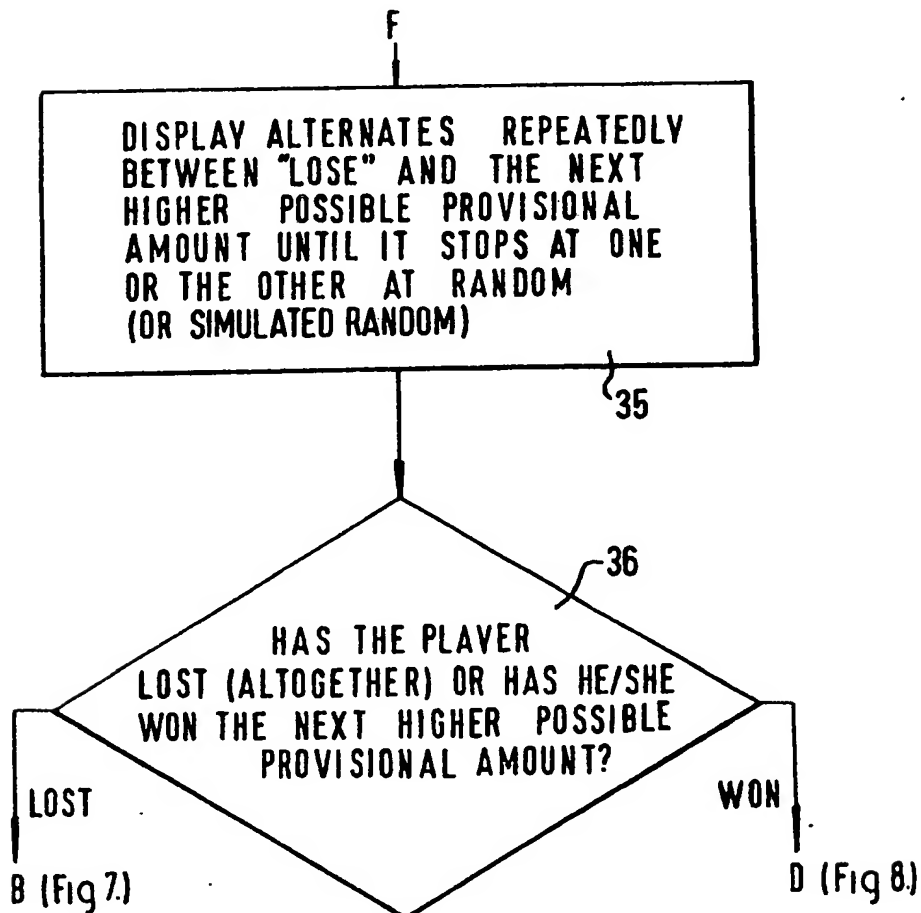 F
DISPLAY ALTERNATES REPEATEDLY
BETWEEN "LOSE" AND THE NEXT
HIGHER POSSIBLE PROVISIONAL
AMOUNT UNTIL IT STOPS AT ONE
OR THE OTHER AT RANDOM
(OR SIMULATED RANDOM)
35
36
HAS THE PLAVER
LOST (ALTOGETHER) OR HAS HE/SHE
WON THE NEXT HIGHER POSSIBLE
PROVISIONAL AMOUNT?
LOST
WON
B (Fig 7.)
D (Fig 8.)